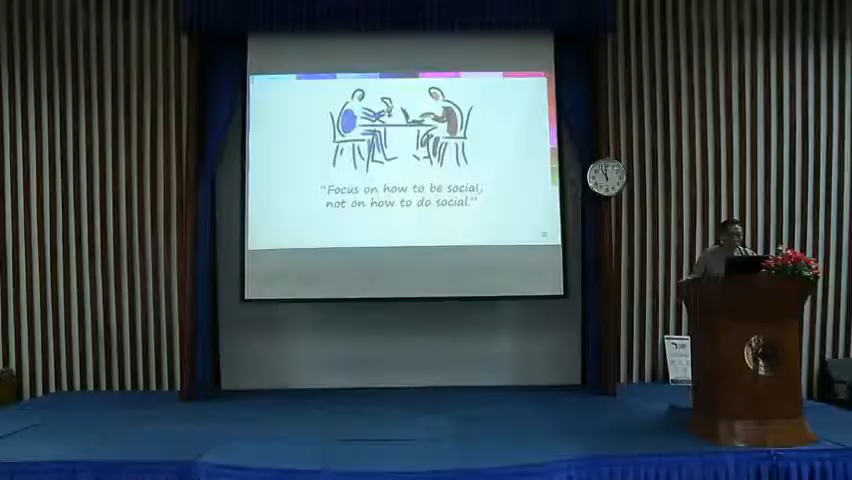 "Focus on how to be social,
not on how to do social."